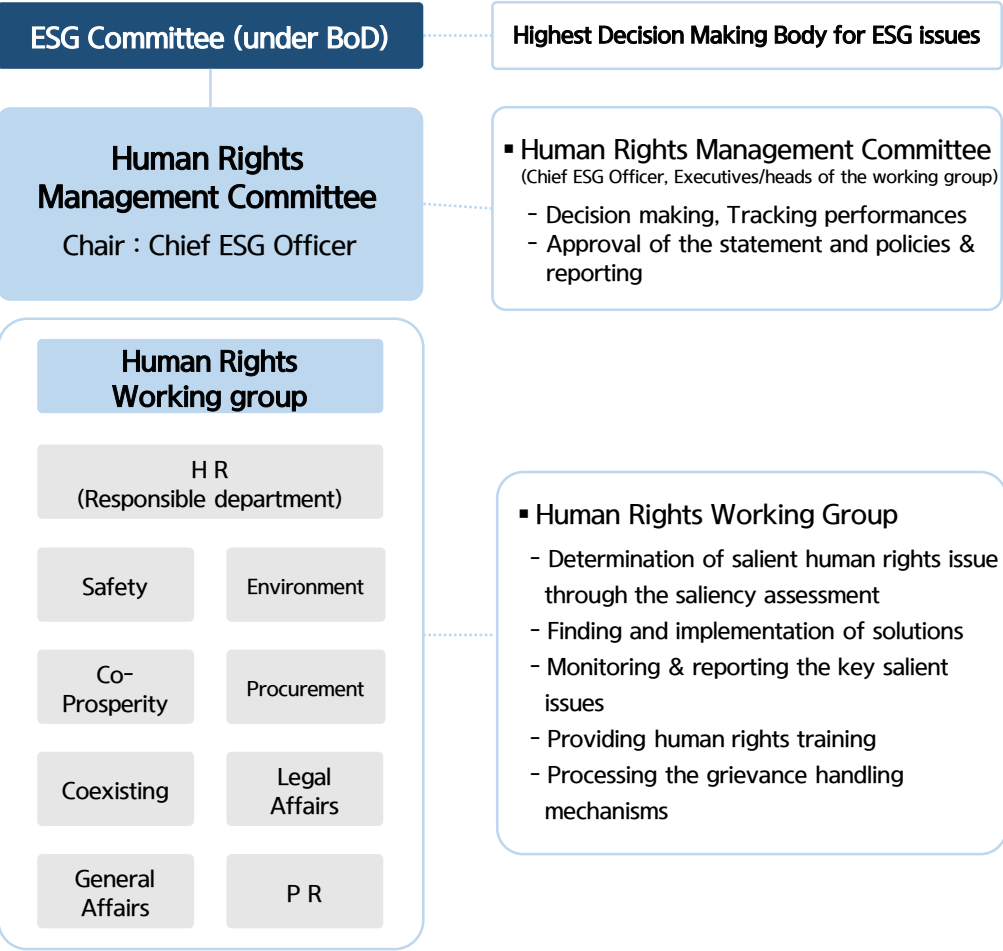 ESG Committee (under BoD)
Highest Decision Making Body for ESG issues
Human Rights
Management Committee
Chair : Chief ESG Officer
▪ Human Rights Management Committee
(Chief ESG Officer, Executives/heads of the working group)
- Decision making, Tracking performances
- Approval of the statement and policies &
reporting
Human Rights
Working group
H R
(Responsible department)
Safety
Environment
Co-
Prosperity
Procurement
Coexisting
Legal
Affairs
General
Affairs
P R
▪ Human Rights Working Group
- Determination of salient human rights issue
through the saliency assessment
- Finding and implementation of solutions
- Monitoring & reporting the key salient
issues
- Providing human rights training
- Processing the grievance handling
mechanisms